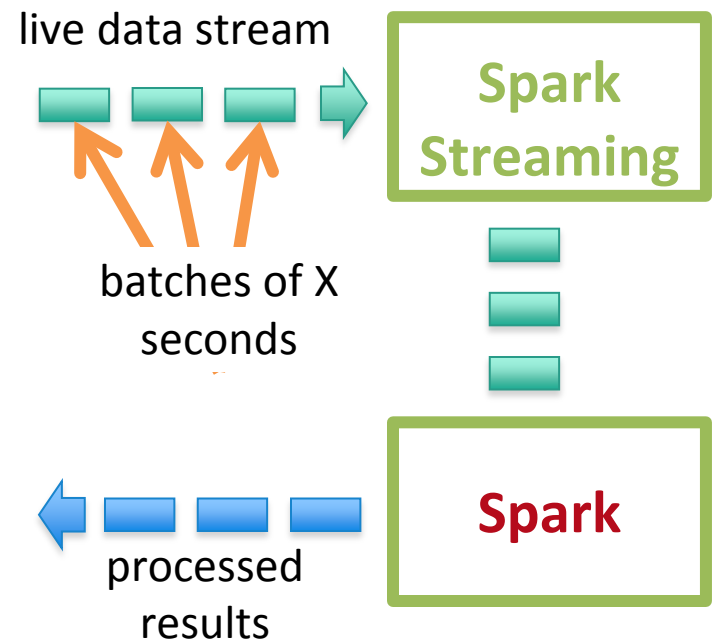 live data stream
Spark
Streaming
batches of X
seconds
Spark
processed
results